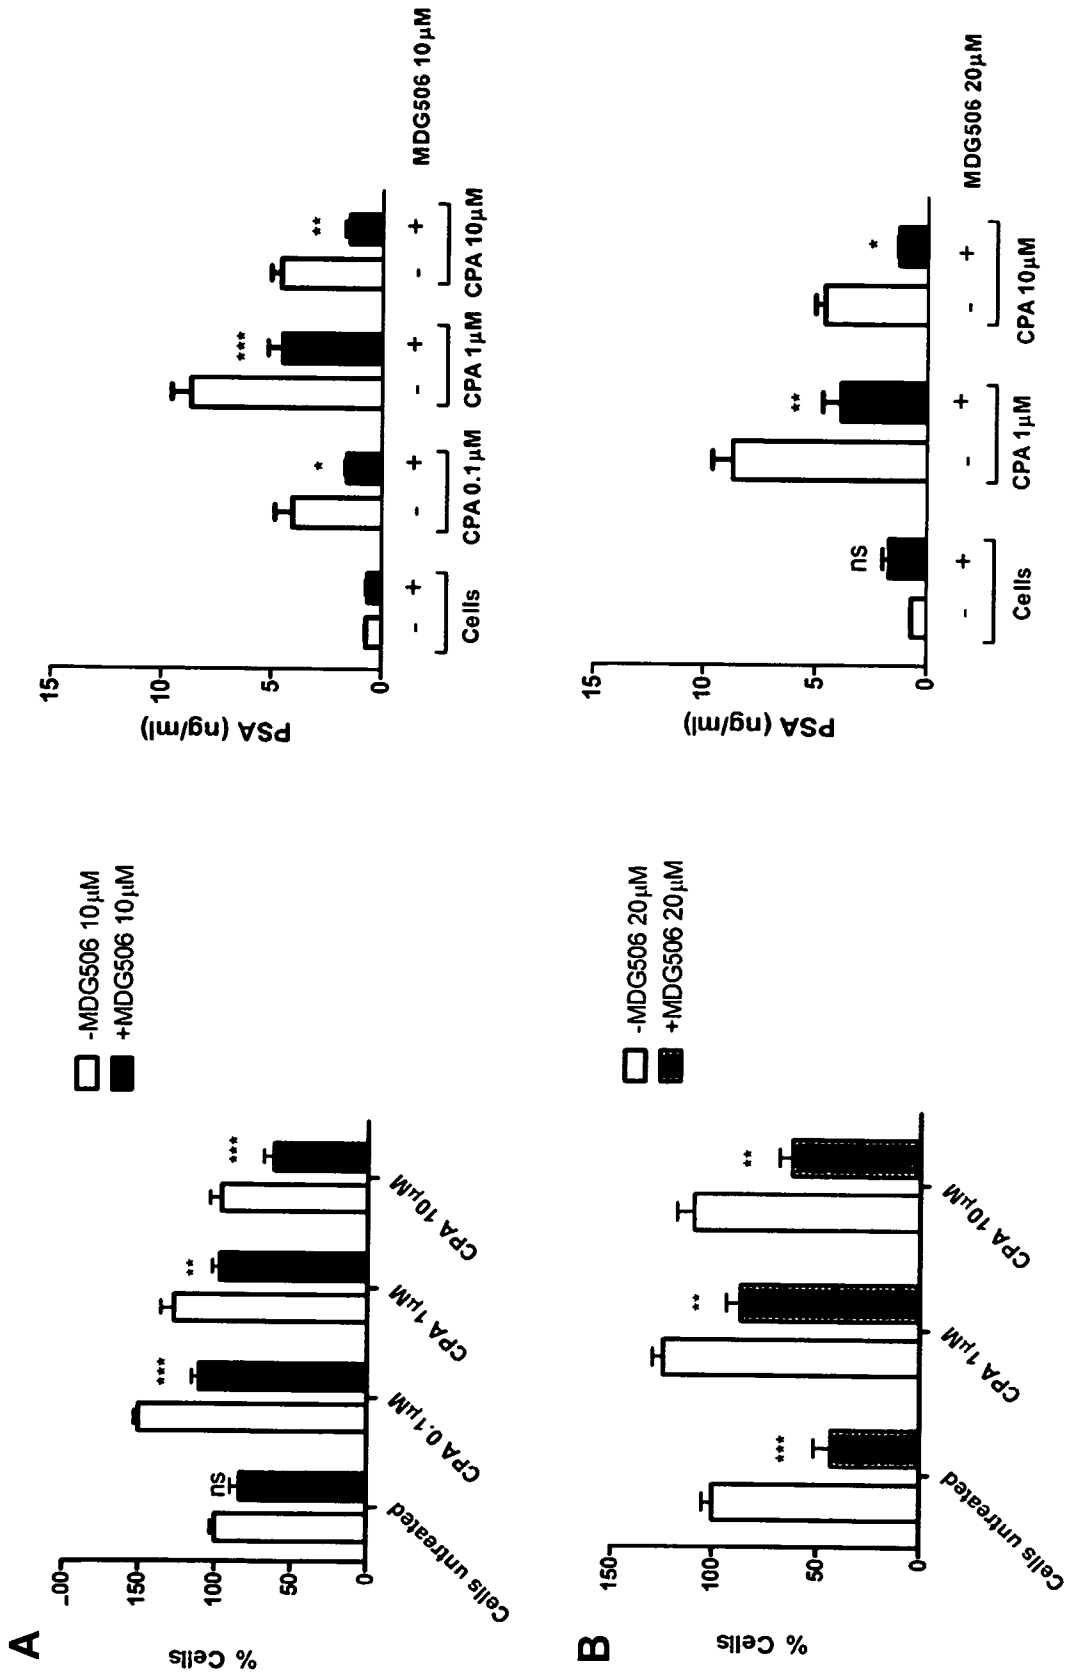 A
% Cells
-00
150
100
50
0
ns
***
**
***
Cells untreated
CPA 0.1µM
CPA 1µM
CPA 10µM
-MDG506 10µM
+MDG506 10µM
PSA (ng/ml)
15
10
5
0
*
***
**
- + - + - + - + MDG506 10µM
Cells CPA 0.1µM CPA 1µM CPA 10µM
B
% Cells
150
100
50
0
***
**
**
Cells untreated
CPA 1µM
CPA 10µM
-MDG506 20µM
+MDG506 20µM
PSA (ng/ml)
15
10
5
0
ns
**
*
- + - + - + MDG506 20µM
Cells CPA 1µM CPA 10µM